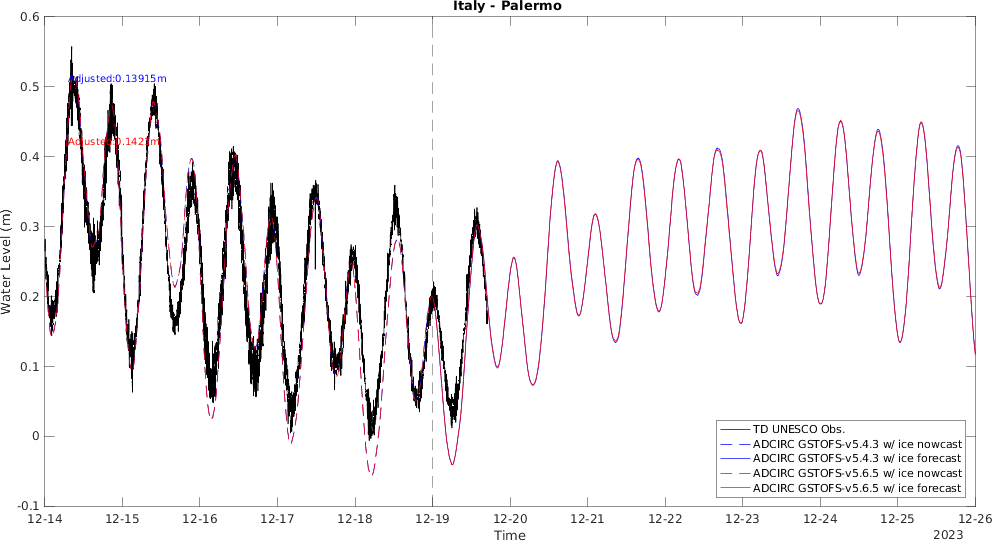 Italy - Palermo
0.6
0.5
0.4
0.3
0.2
0.1
0
-0.1
Water Level (m)
Adjusted:0.13915m
TD UNESCO Obs.
ADCIRC GSTOFS-v5.4.3 w/ ice nowcast
ADCIRC GSTOFS-v5.4.3 w/ ice forecast
ADCIRC GSTOFS-v5.6.5 w/ ice nowcast
ADCIRC GSTOFS-v5.6.5 w/ ice forecast
12-14 12-15 12-16 12-17 12-18 12-19 12-20 12-21 12-22 12-23 12-24 12-25 12-26
Time
2023